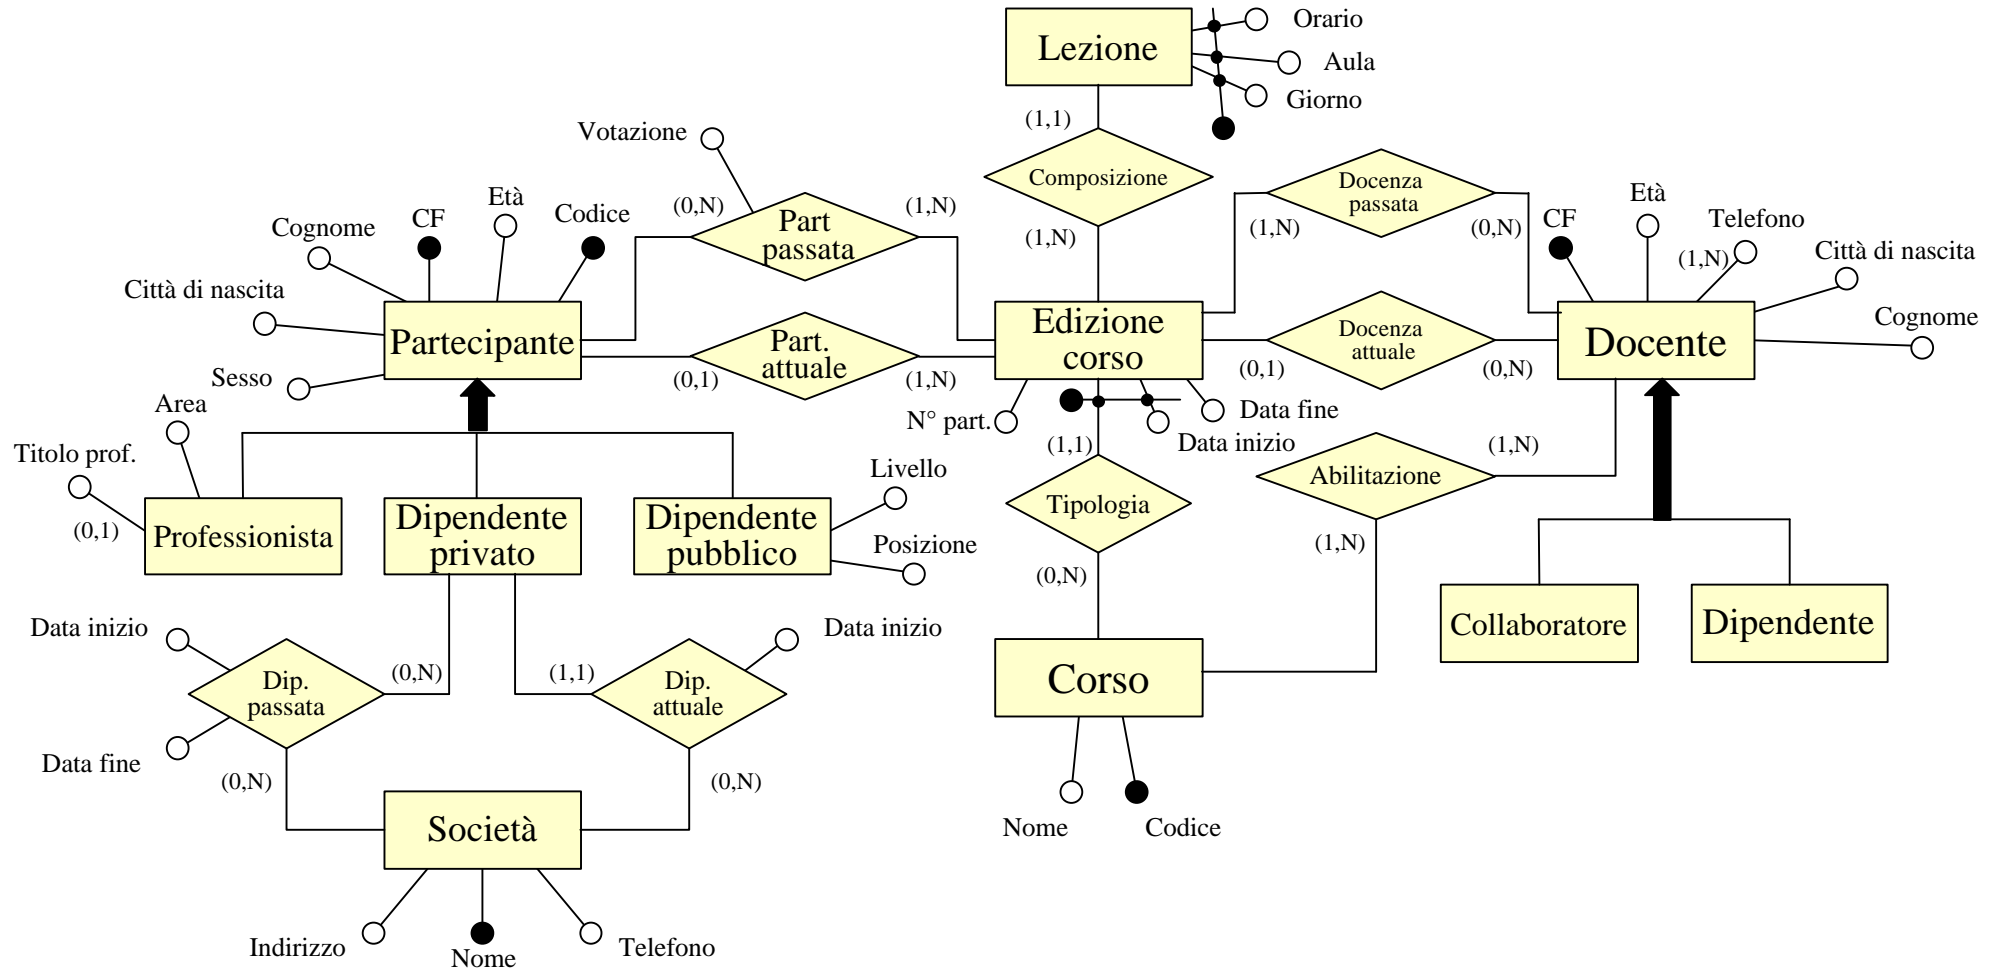 Orario
Lezione
Aula
Giorno
(1,1)
Votazione
Composizione
Docenza
passata
Età
(0,N)
(1,N)
Età
CF
Codice
CF
Telefono
Cognome
Part
passata
(1,N)
(1,N)
(0,N)
(1,N)
Città di nascita
Città di nascita
Partecipante
Part.
attuale
Edizione
corso
Docenza
attuale
Docente
Cognome
Sesso
(0,1)
(1,N)
(0,1)
(0,N)
Area
N° part.
Data fine
Data inizio
(1,1)
(1,N)
Titolo prof.
Livello
Abilitazione
(0,1)
Professionista
Dipendente
privato
Dipendente
pubblico
Tipologia
Posizione
(1,N)
(0,N)
Data inizio
Data inizio
Collaboratore
Dipendente
(0,N)
(1,1)
Dip.
passata
Dip.
attuale
Corso
Data fine
(0,N)
(0,N)
Società
Nome
Codice
Indirizzo
Nome
Telefono